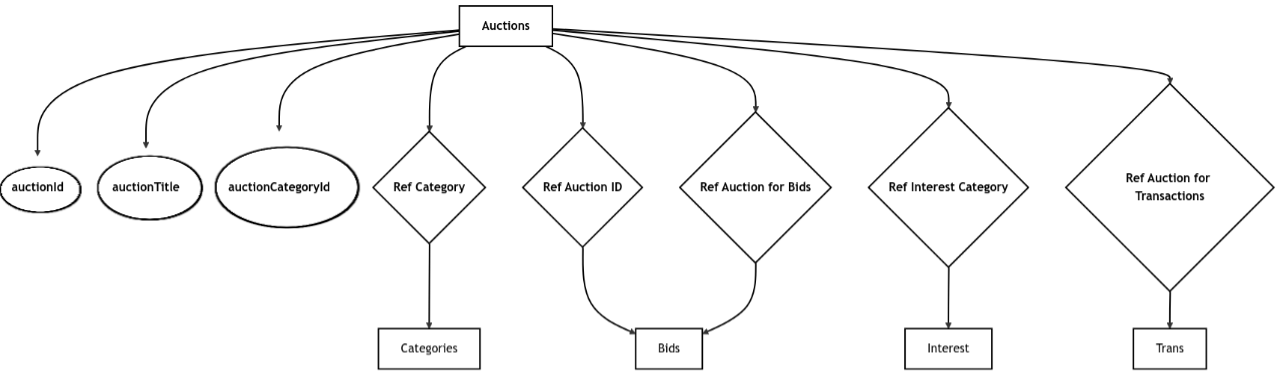 Auctions
auctionId
auctionTitle
auctionCategoryId
Ref Category
Ref Auction ID
Ref Auction for Bids
Ref Interest Category
Ref Auction for
Transactions
Categories
Bids
Interest
Trans